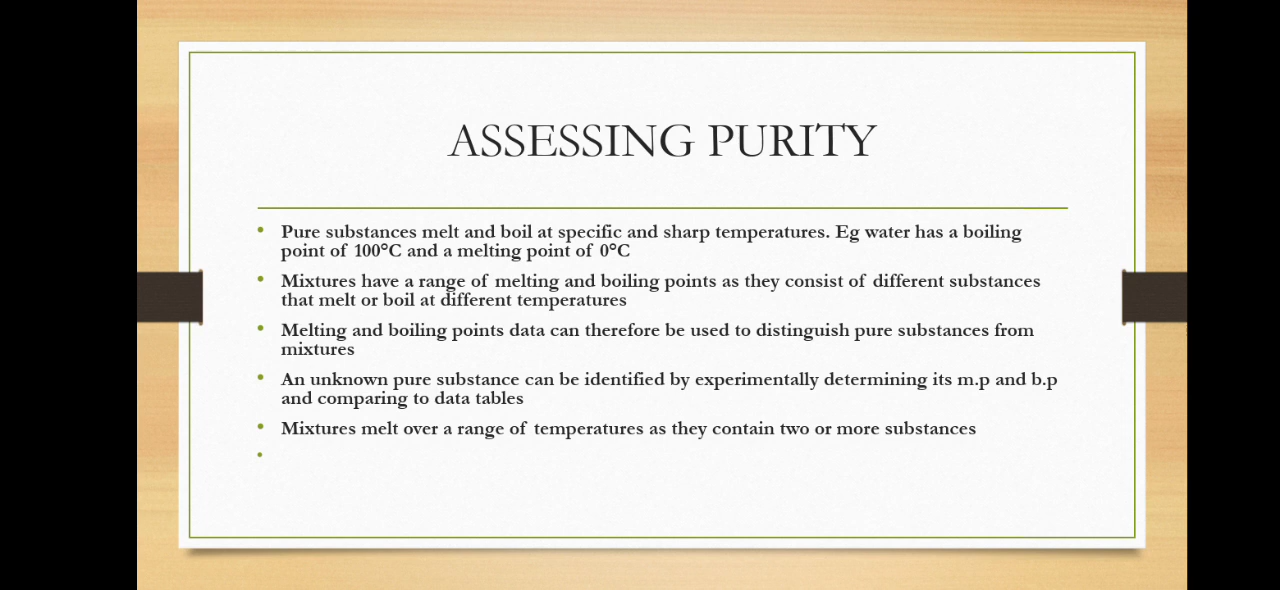 ASSESSING PURITY
• Pure substances melt and boil at specific and sharp temperatures. Eg water has a boiling
point of 100°C and a melting point of 0°C
• Mixtures have a range of melting and boiling points as they consist of different substances
that melt or boil at different temperatures
• Melting and boiling points data can therefore be used to distinguish pure substances from
mixtures
• An unknown pure substance can be identified by experimentally determining its m.p and b.p
and comparing to data tables
• Mixtures melt over a range of temperatures as they contain two or more substances
•